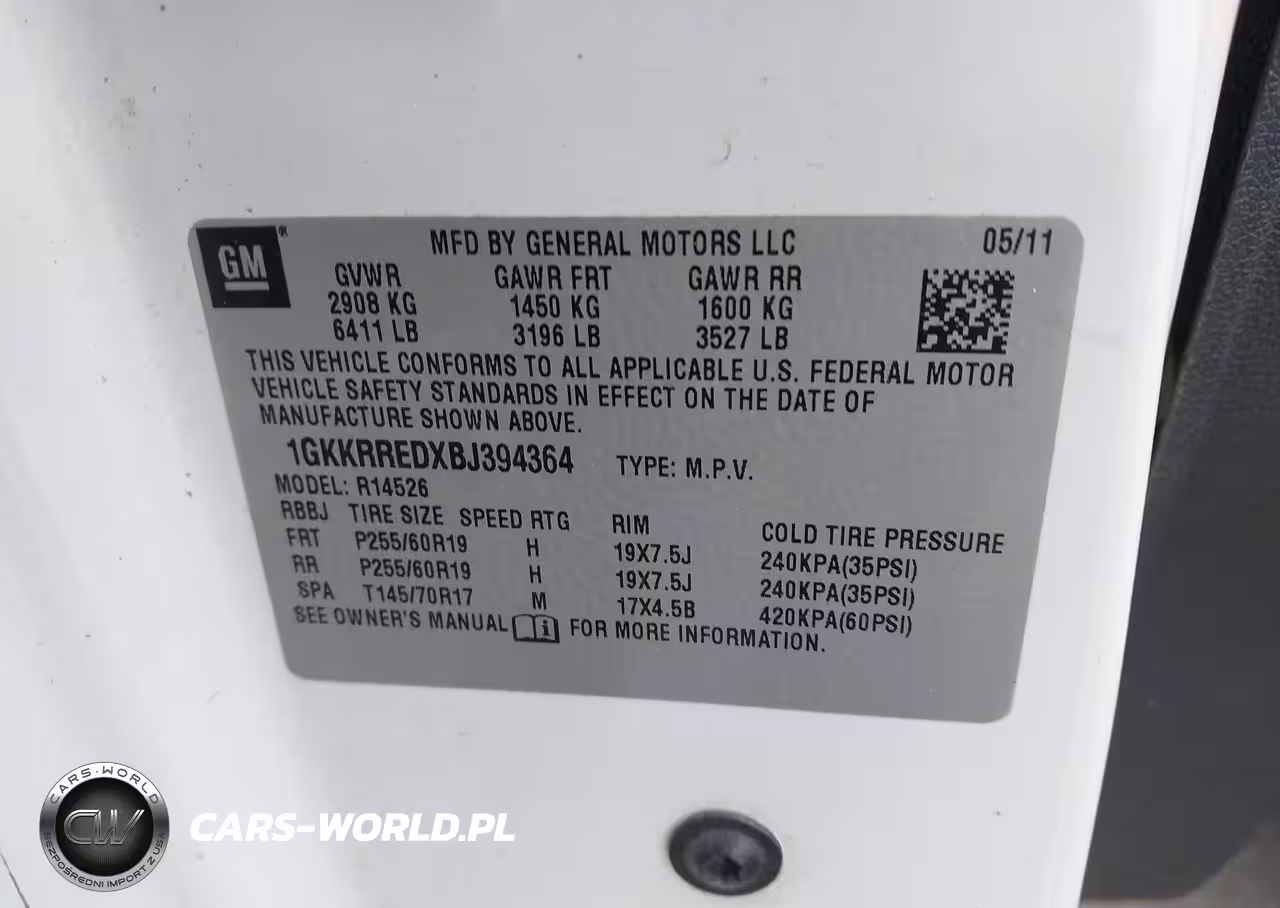 GM®
MFD BY GENERAL MOTORS LLC 05/11
GVWR GAWR FRT GAWR RR
2908 KG 1450 KG 1600 KG
6411 LB 3196 LB 3527 LB
THIS VEHICLE CONFORMS TO ALL APPLICABLE U.S. FEDERAL MOTOR
VEHICLE SAFETY STANDARDS IN EFFECT ON THE DATE OF
MANUFACTURE SHOWN ABOVE.
1GKKRREDXBJ394364 TYPE: M.P.V.
MODEL: R14526
RBBJ TIRE SIZE SPEED RTG RIM COLD TIRE PRESSURE
FRT P255/60R19 H 19X7.5J 240KPA(35PSI)
RR P255/60R19 H 19X7.5J 240KPA(35PSI)
SPA T145/70R17 M 17X4.5B 420KPA(60PSI)
SEE OWNER'S MANUAL i FOR MORE INFORMATION.
CARS-WORLD
CW
BEZPOŚREDNI IMPORT Z USA
CARS-WORLD.PL